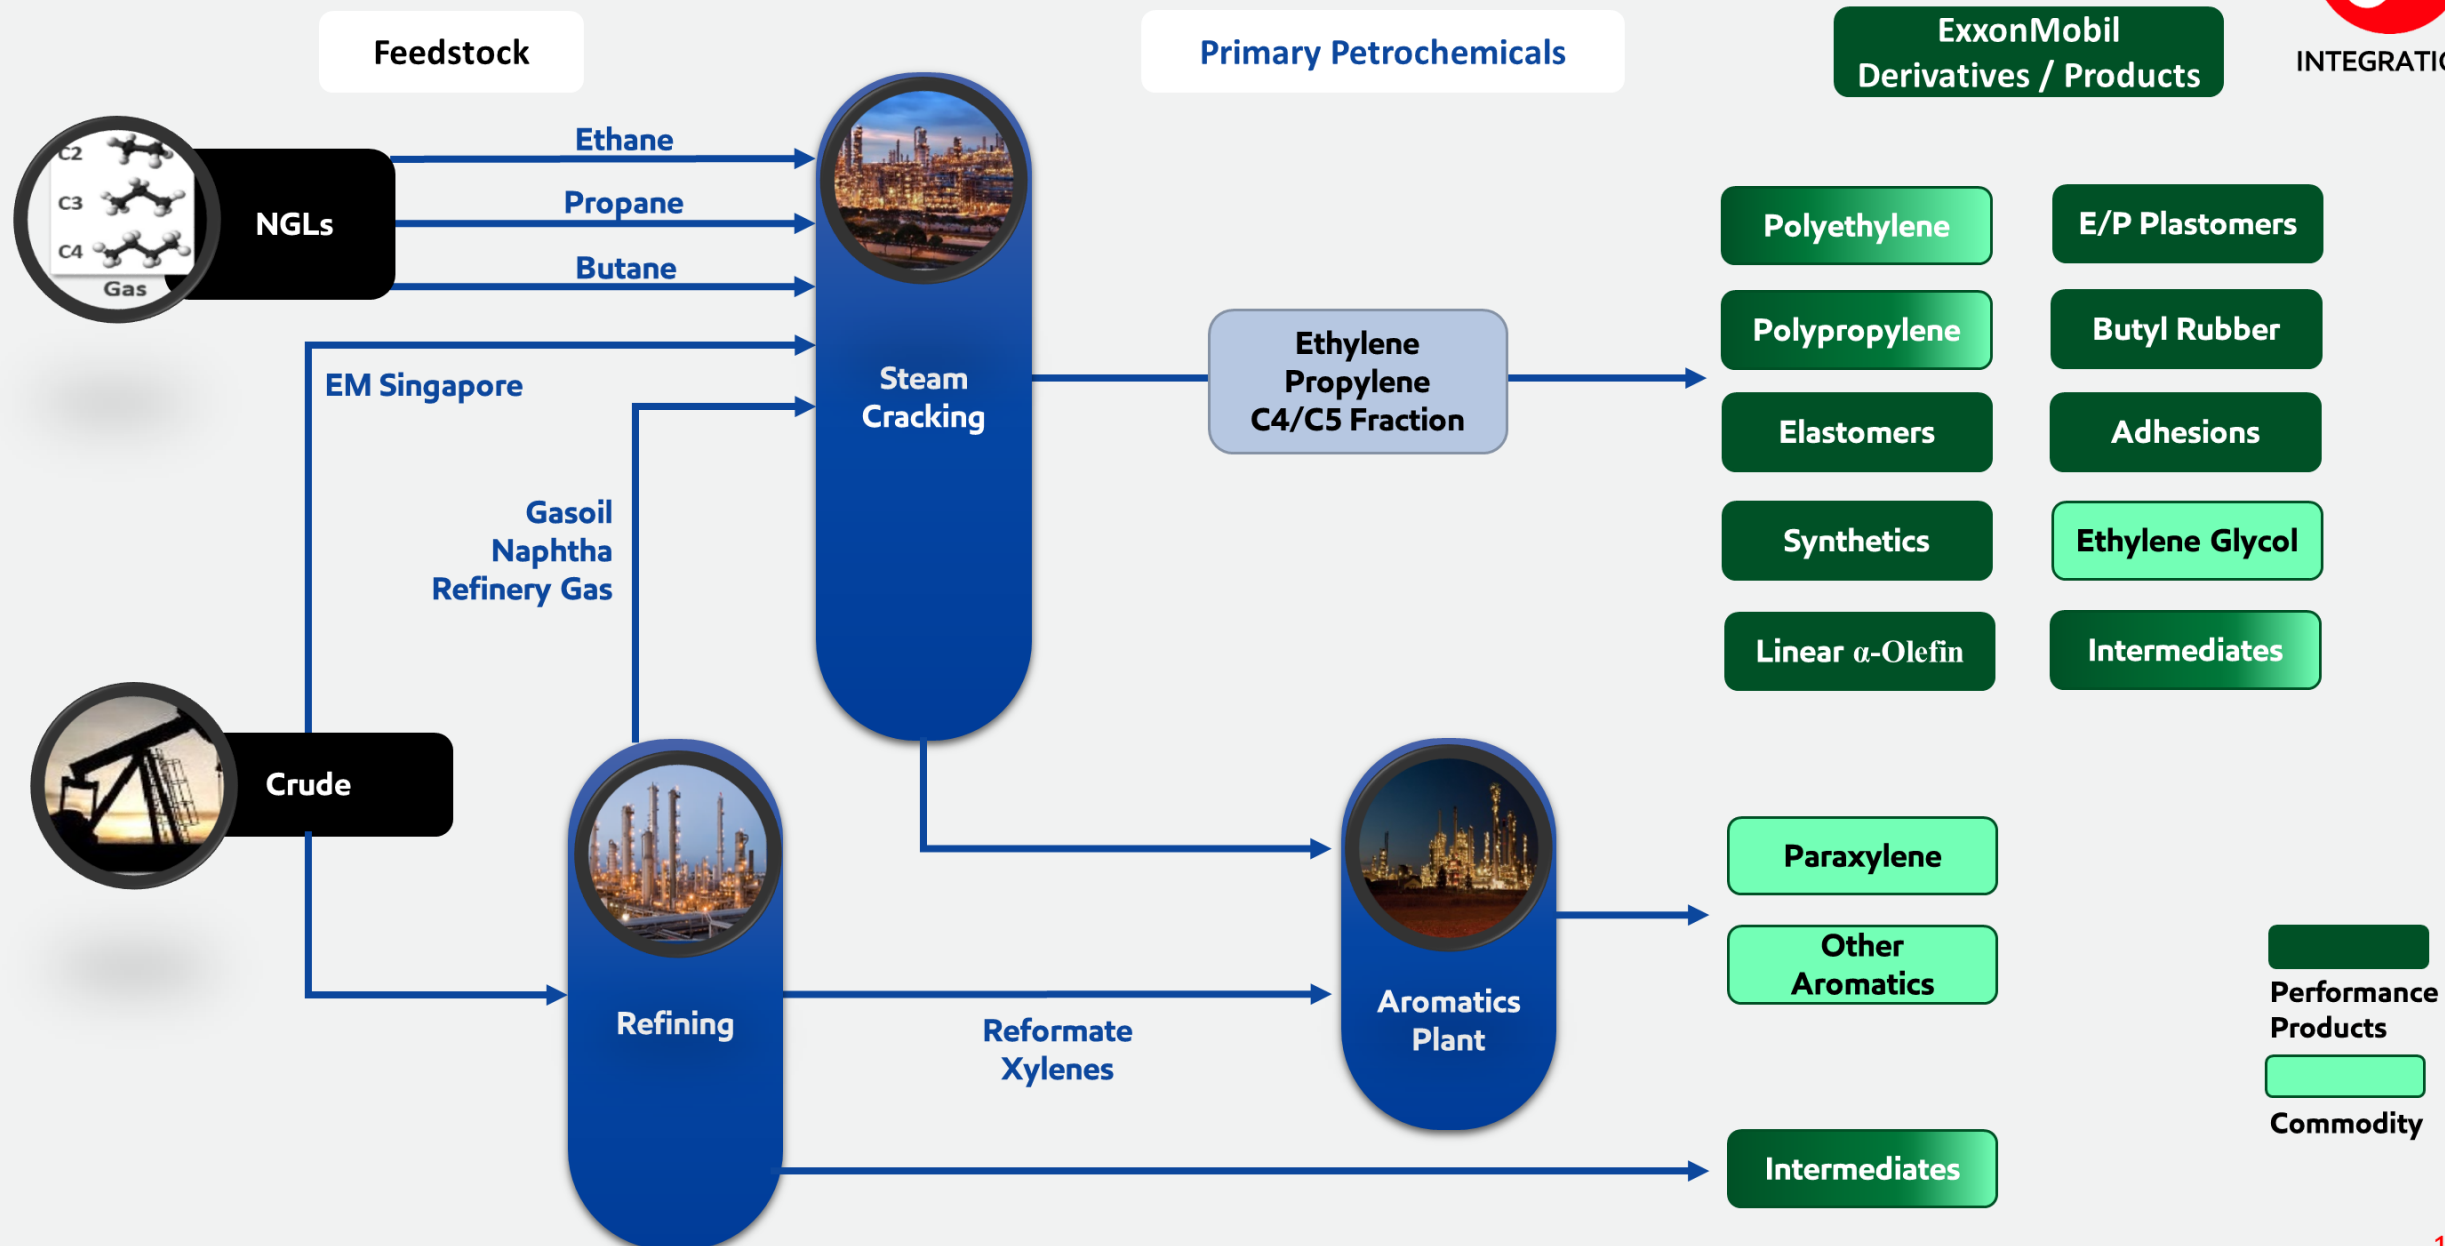 Feedstock
Primary Petrochemicals
ExxonMobil
Derivatives / Products
C2
C3
C4
Gas
NGLs
Ethane
Propane
Butane
EM Singapore
Gasoil
Naphtha
Refinery Gas
Steam
Cracking
Ethylene
Propylene
C4/C5 Fraction
Polyethylene
E/P Plastomers
Polypropylene
Butyl Rubber
Elastomers
Adhesions
Synthetics
Ethylene Glycol
Linear α-Olefin
Intermediates
Crude
Refining
Reformate
Xylenes
Aromatics
Plant
Paraxylene
Other
Aromatics
Intermediates
Performance
Products
Commodity